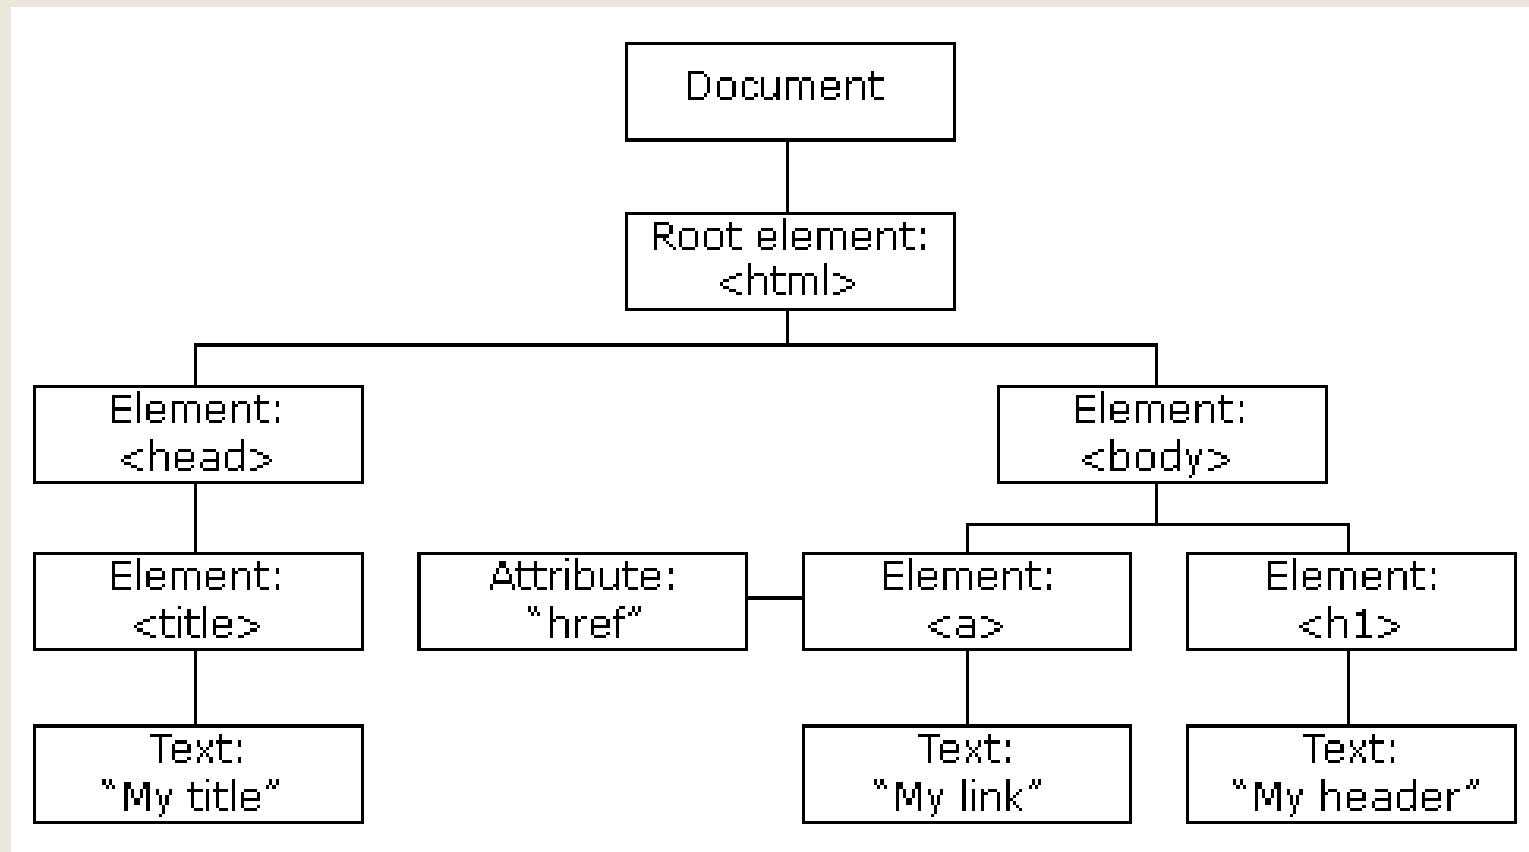 Document
Root element:
<html>
Element:
<head>
Element:
<body>
Element:
<title>
Attribute:
“href”
Element:
<a>
Element:
<h1>
Text:
“My title”
Text:
“My link”
Text:
“My header”